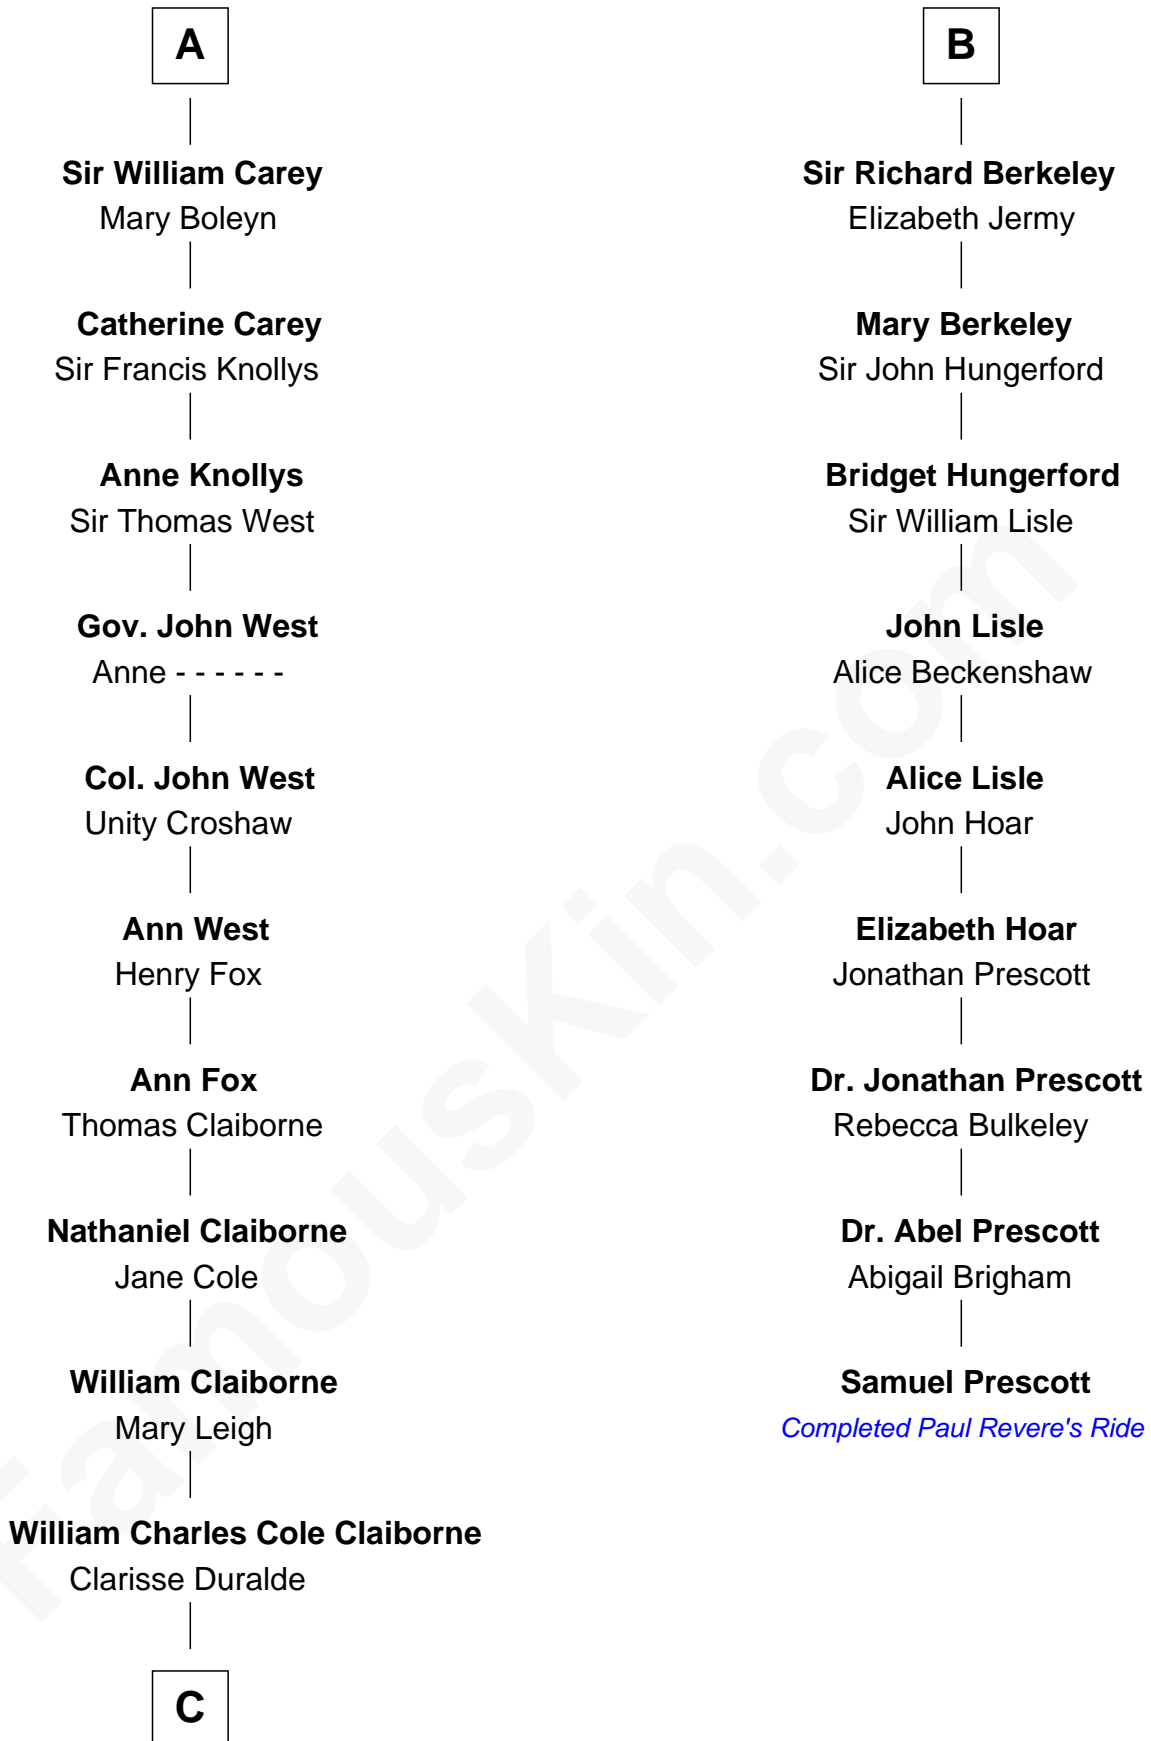 A
Sir William Carey
Mary Boleyn
Catherine Carey
Sir Francis Knollys
Anne Knollys
Sir Thomas West
Gov. John West
Anne - - - - - -
Col. John West
Unity Croshaw
Ann West
Henry Fox
Ann Fox
Thomas Claiborne
Nathaniel Claiborne
Jane Cole
William Claiborne
Mary Leigh
William Charles Cole Claiborne
Clarisse Duralde
C
B
Sir Richard Berkeley
Elizabeth Jermy
Mary Berkeley
Sir John Hungerford
Bridget Hungerford
Sir William Lisle
John Lisle
Alice Beckenshaw
Alice Lisle
John Hoar
Elizabeth Hoar
Jonathan Prescott
Dr. Jonathan Prescott
Rebecca Bulkeley
Dr. Abel Prescott
Abigail Brigham
Samuel Prescott
Completed Paul Revere's Ride
FamousKin.com